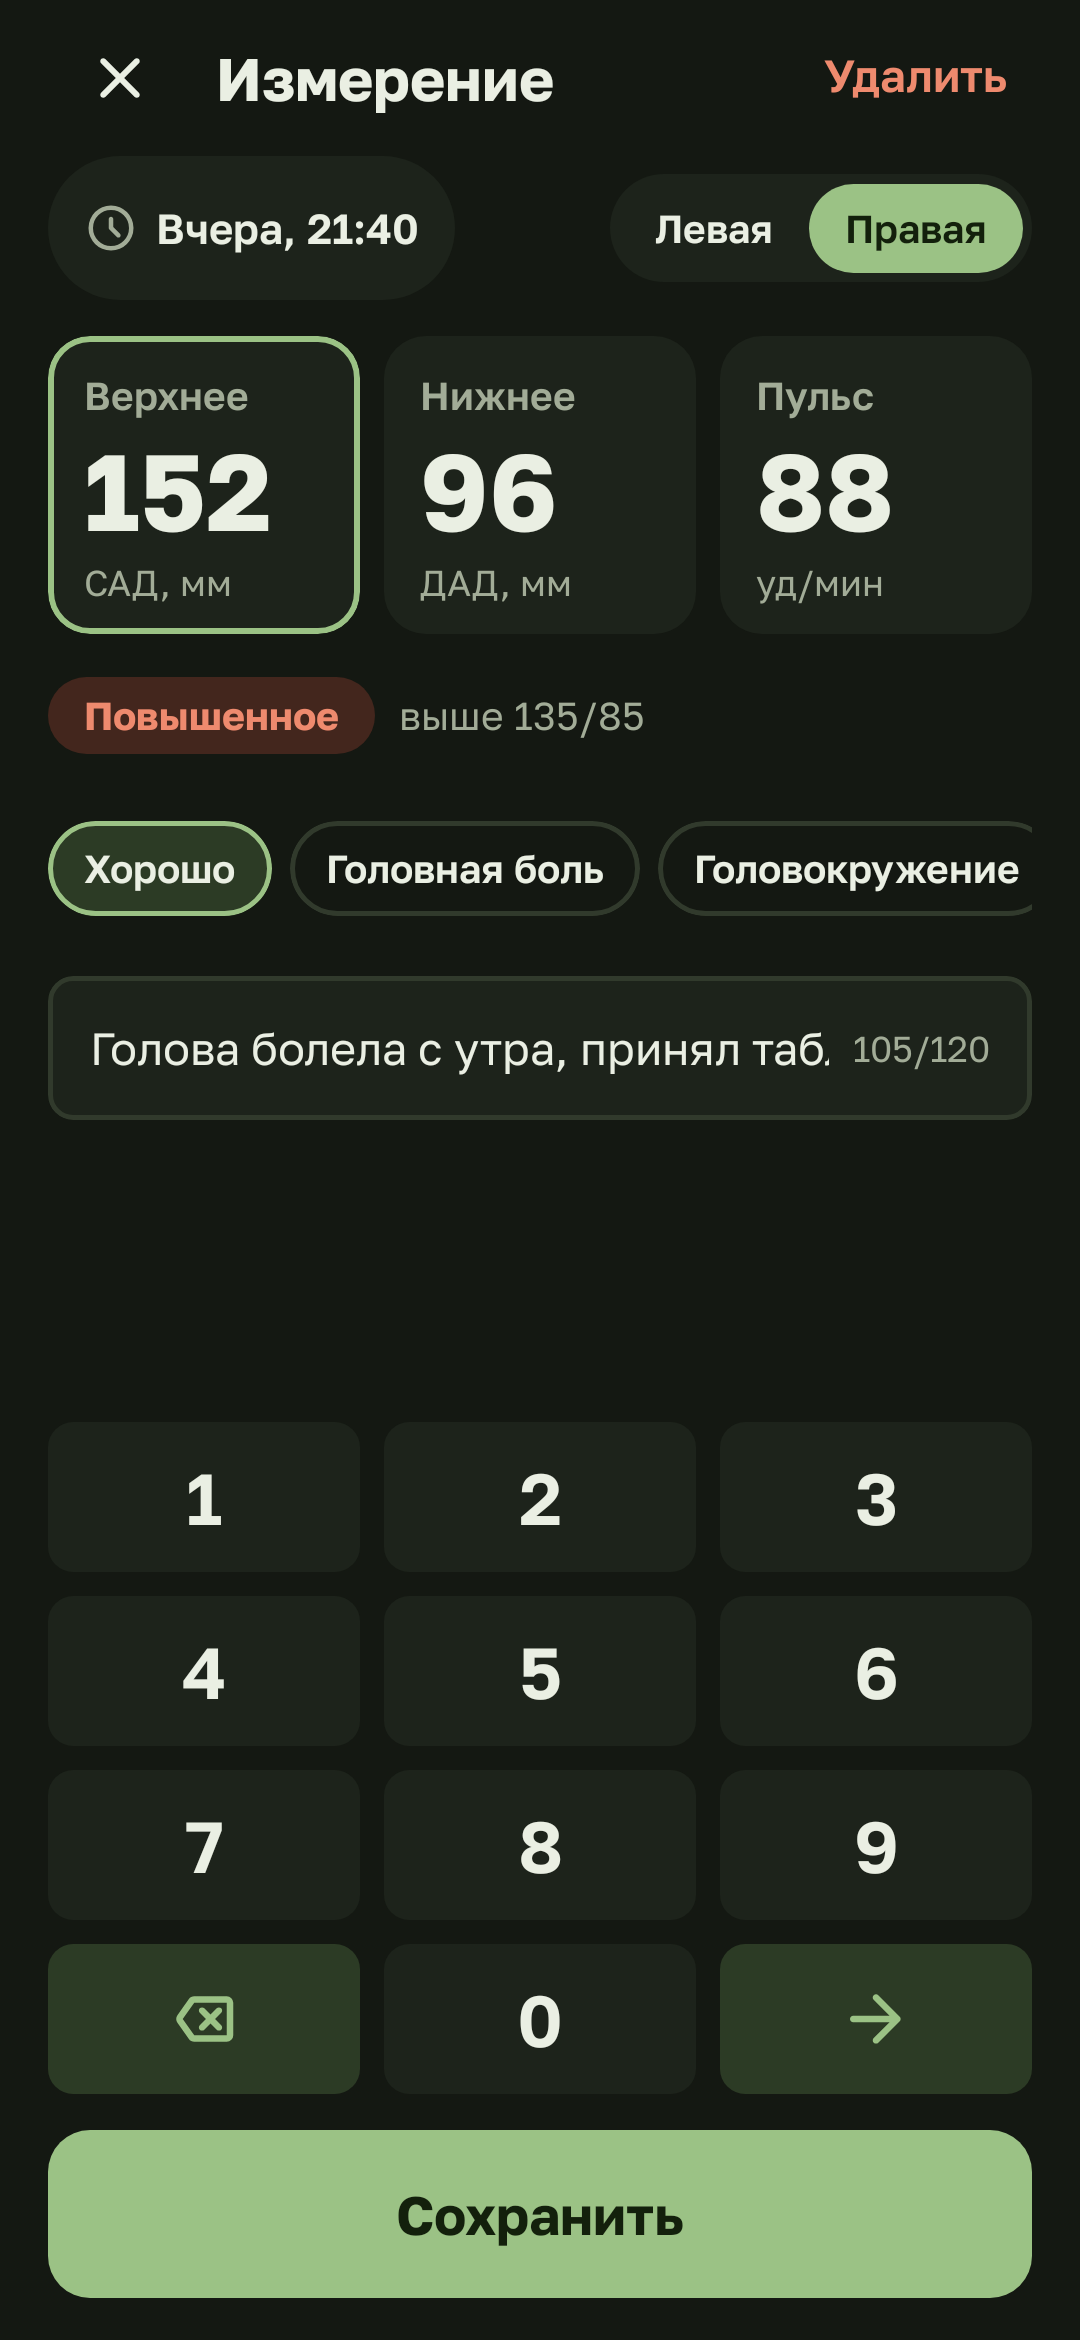 Измерение
Удалить
Вчера, 21:40
Левая
Правая
Верхнее
152
САД, мм
Нижнее
96
ДАД, мм
Пульс
88
уд/мин
Повышенное
выше 135/85
Хорошо
Головная боль
Головокружение
Голова болела с утра, принял таб
105/120
1
2
3
4
5
6
7
8
9
0
Сохранить